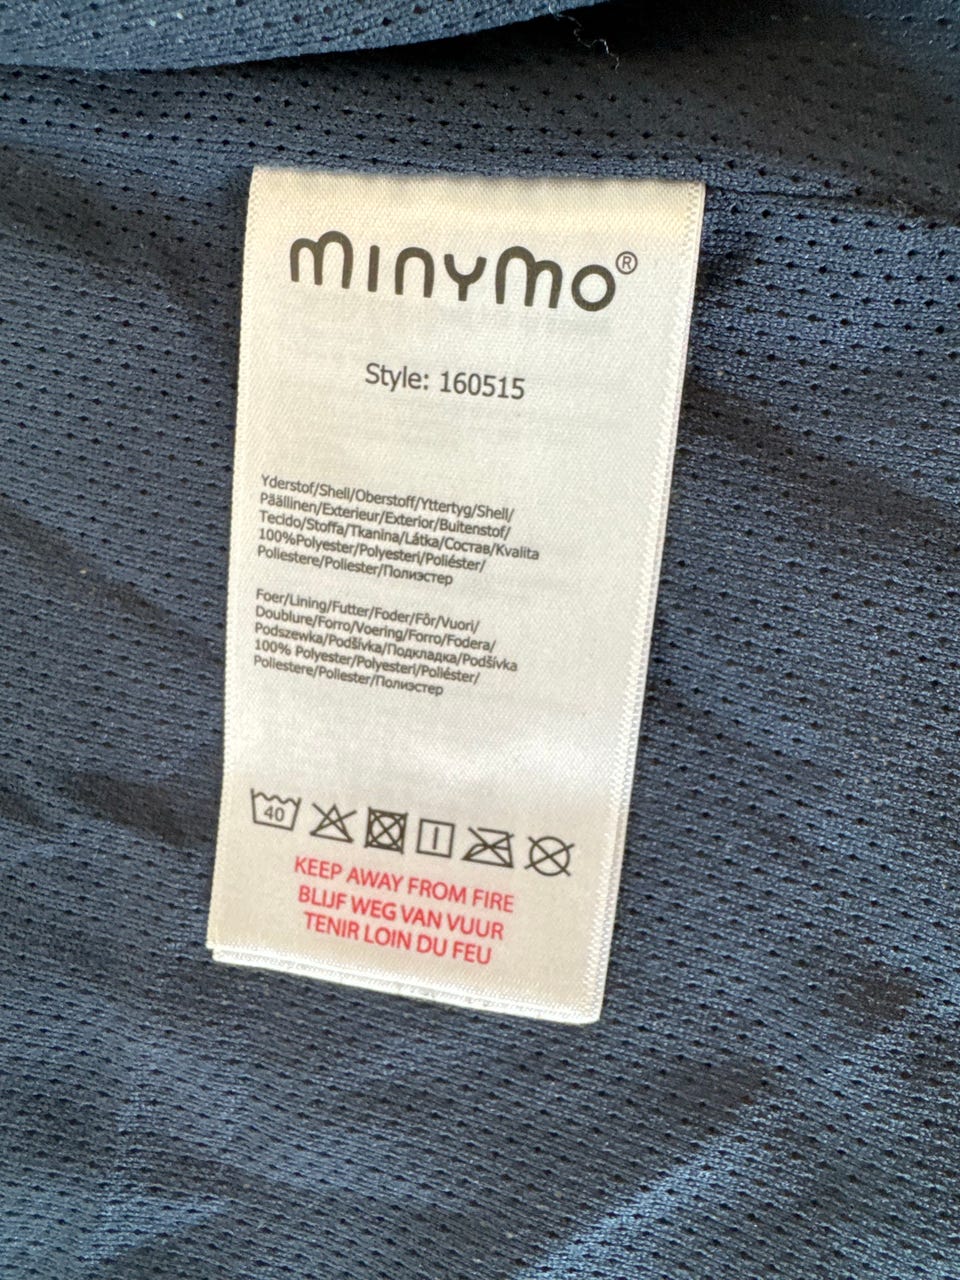 minymo®
Style: 160515
Yderstof/Shell/Oberstoff/Yttertyg/Shell/
Päällinen/Exterieur/Exterior/Buitenstof/
Tecido/Stoffa/Tkanina/Látka/Состав/Kvalita
100%Polyester/Polyesteri/Poliéster/
Poliestere/Poliester/Полиэстер
Foer/Lining/Futter/Foder/Fôr/Vuori/
Doublure/Forro/Voering/Forro/Fodera/
Podszewka/Podšívka/Подкладка/Podšívka
100% Polyester/Polyesteri/Poliéster/
Poliestere/Poliester/Полиэстер
40
KEEP AWAY FROM FIRE
BLIJF WEG VAN VUUR
TENIR LOIN DU FEU